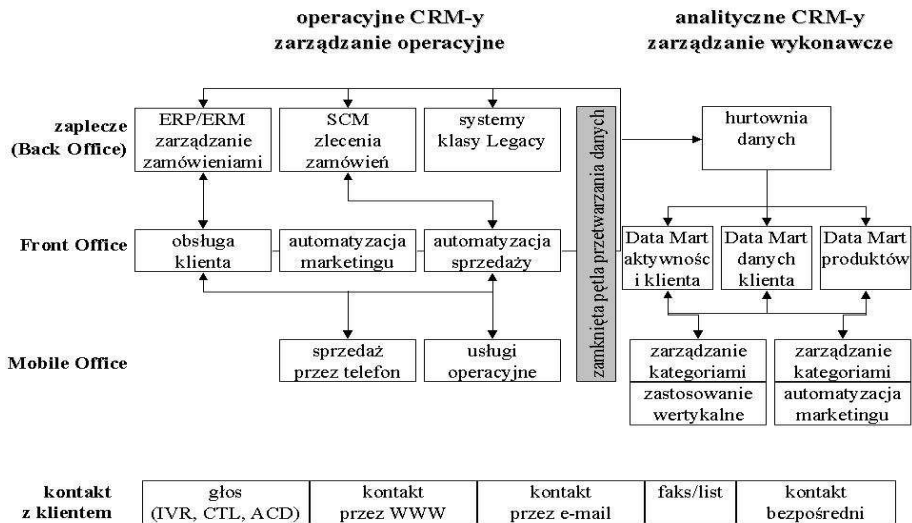 operacyjne CRM-y
zarządzanie operacyjne
analityczne CRM-y
zarządzanie wykonawcze
zaplecze
(Back Office)
ERP/ERM
zarządzanie
zamówieniami
SCM
zlecenia
zamówień
systemy
klasy Legacy
zamknięta pętla przetwarzania danych
hurtownia
danych
Front Office
obsługa
klienta
automatyzacja
marketingu
automatyzacja
sprzedaży
Data Mart
aktywnośc
i klienta
Data Mart
danych
klienta
Data Mart
produktów
Mobile Office
sprzedaż
przez telefon
usługi
operacyjne
zarządzanie
kategoriami
zastosowanie
wertykalne
zarządzanie
kategoriami
automatyzacja
marketingu
kontakt
z klientem
głos
(IVR, CTL, ACD)
kontakt
przez WWW
kontakt
przez e-mail
faks/list
kontakt
bezpośredni